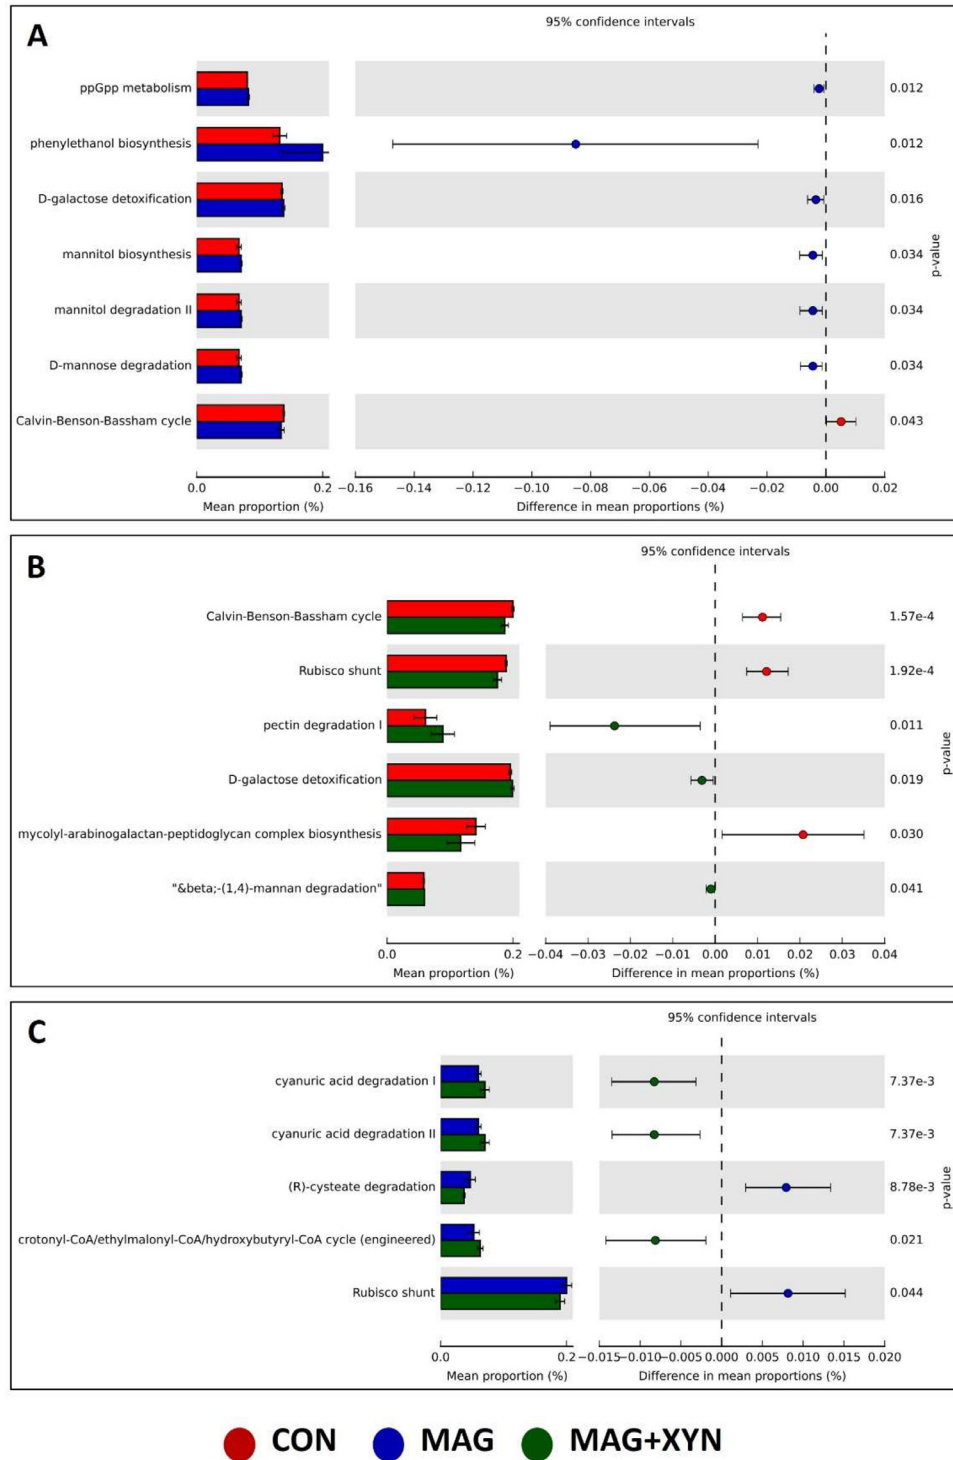 A
95% confidence intervals
ppGpp metabolism
0.012
phenylethanol biosynthesis
0.012
D-galactose detoxification
0.016
mannitol biosynthesis
0.034
mannitol degradation II
0.034
D-mannose degradation
0.034
Calvin-Benson-Bassham cycle
0.043
p-value
0.0 0.2
−0.16 −0.14 −0.12 −0.10 −0.08 −0.06 −0.04 −0.02 0.00 0.02
Mean proportion (%)
Difference in mean proportions (%)
B
95% confidence intervals
Calvin-Benson-Bassham cycle
1.57e-4
Rubisco shunt
1.92e-4
pectin degradation I
0.011
D-galactose detoxification
0.019
mycolyl-arabinogalactan-peptidoglycan complex biosynthesis
0.030
"&beta;-(1,4)-mannan degradation"
0.041
p-value
0.0 0.2
−0.04 −0.03 −0.02 −0.01 0.00 0.01 0.02 0.03 0.04
Mean proportion (%)
Difference in mean proportions (%)
C
95% confidence intervals
cyanuric acid degradation I
7.37e-3
cyanuric acid degradation II
7.37e-3
(R)-cysteate degradation
8.78e-3
crotonyl-CoA/ethylmalonyl-CoA/hydroxybutyryl-CoA cycle (engineered)
0.021
Rubisco shunt
0.044
p-value
0.0 0.2
−0.015 −0.010 −0.005 0.000 0.005 0.010 0.015 0.020
Mean proportion (%)
Difference in mean proportions (%)
CON MAG MAG+XYN